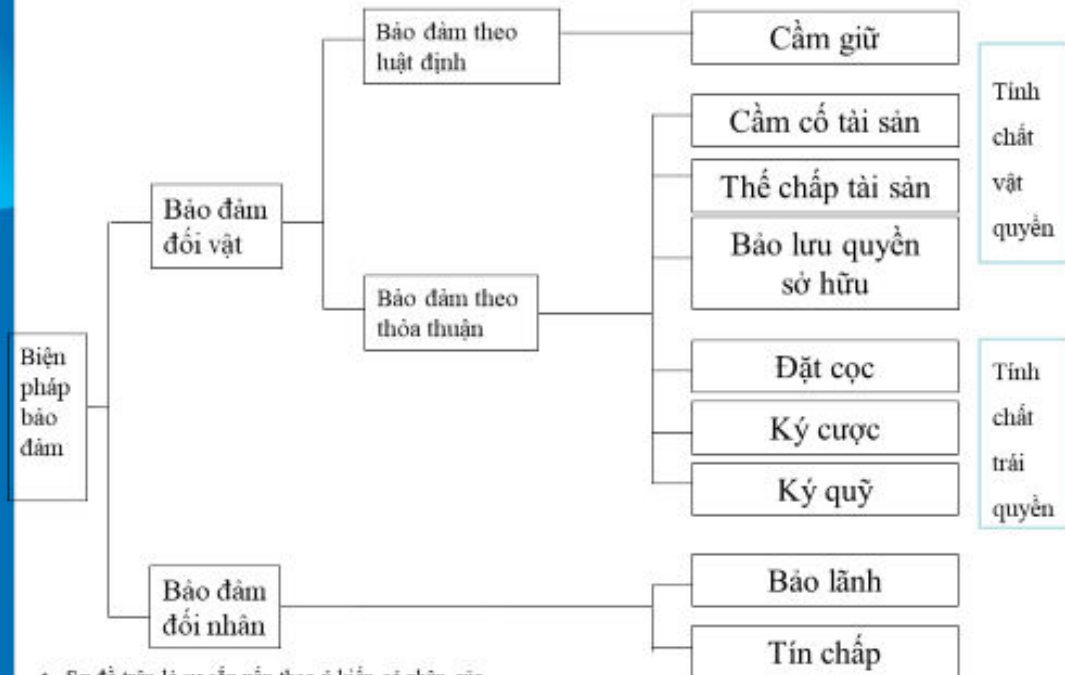 Biện
pháp
bảo
đảm
Bảo đảm
đối vật
Bảo đảm theo
luật định
Cầm giữ
Bảo đảm theo
thỏa thuận
Cầm cố tài sản
Thế chấp tài sản
Bảo lưu quyền
sở hữu
Đặt cọc
Ký cược
Ký quỹ
Bảo đảm
đối nhân
Bảo lãnh
Tín chấp
Tính
chất
vật
quyền
Tính
chất
trái
quyền